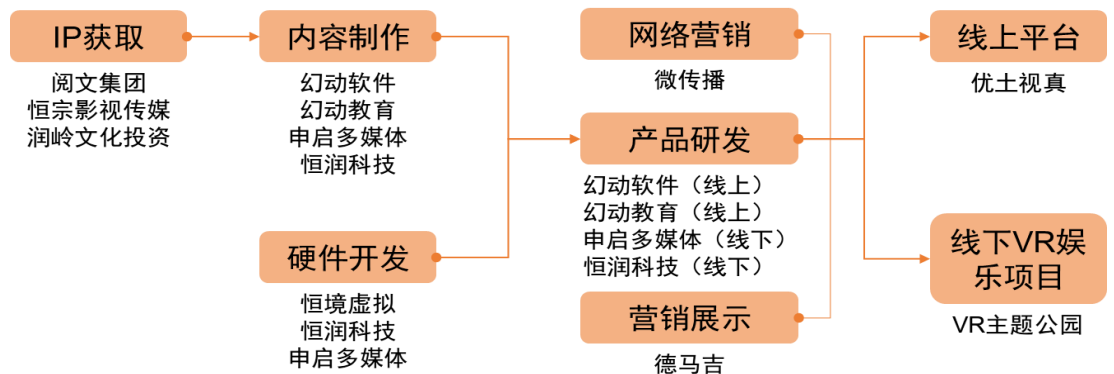 IP获取
阅文集团
恒宗影视传媒
润岭文化投资
内容制作
幻动软件
幻动教育
申启多媒体
恒润科技
硬件开发
恒境虚拟
恒润科技
申启多媒体
网络营销
微传播
产品研发
幻动软件（线上）
幻动教育（线上）
申启多媒体（线下）
恒润科技（线下）
营销展示
德马吉
线上平台
优土视真
线下VR娱
乐项目
VR主题公园